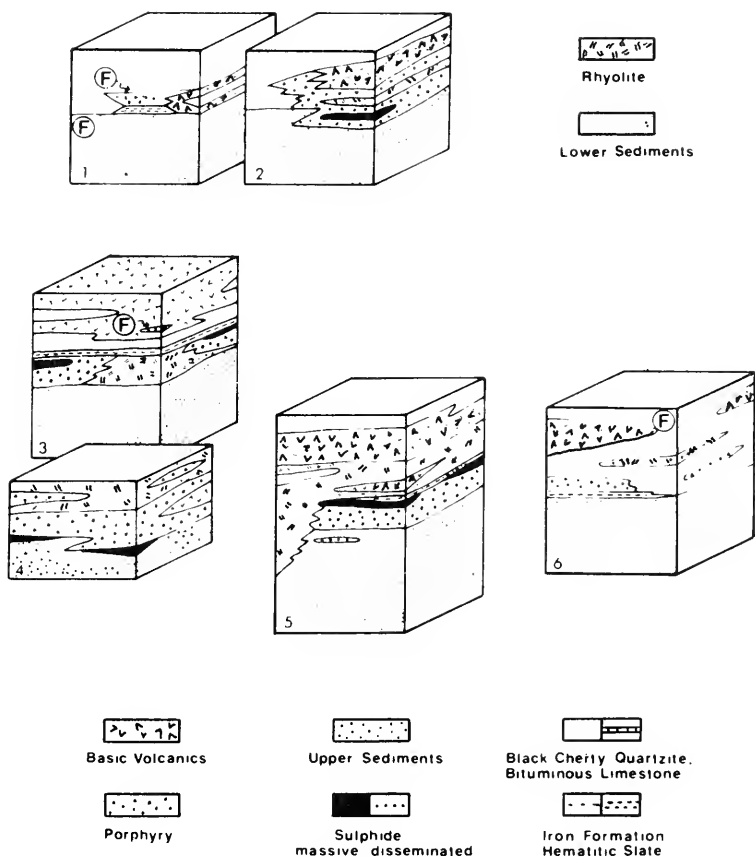 F
F
1
2
Rhyolite
Lower Sediments
F
3
4
5
F
6
Basic Volcanics
Upper Sediments
Black Cherty Quartzite,
Bituminous Limestone
Porphyry
Sulphide
massive disseminated
Iron Formation
Hematitic Slate